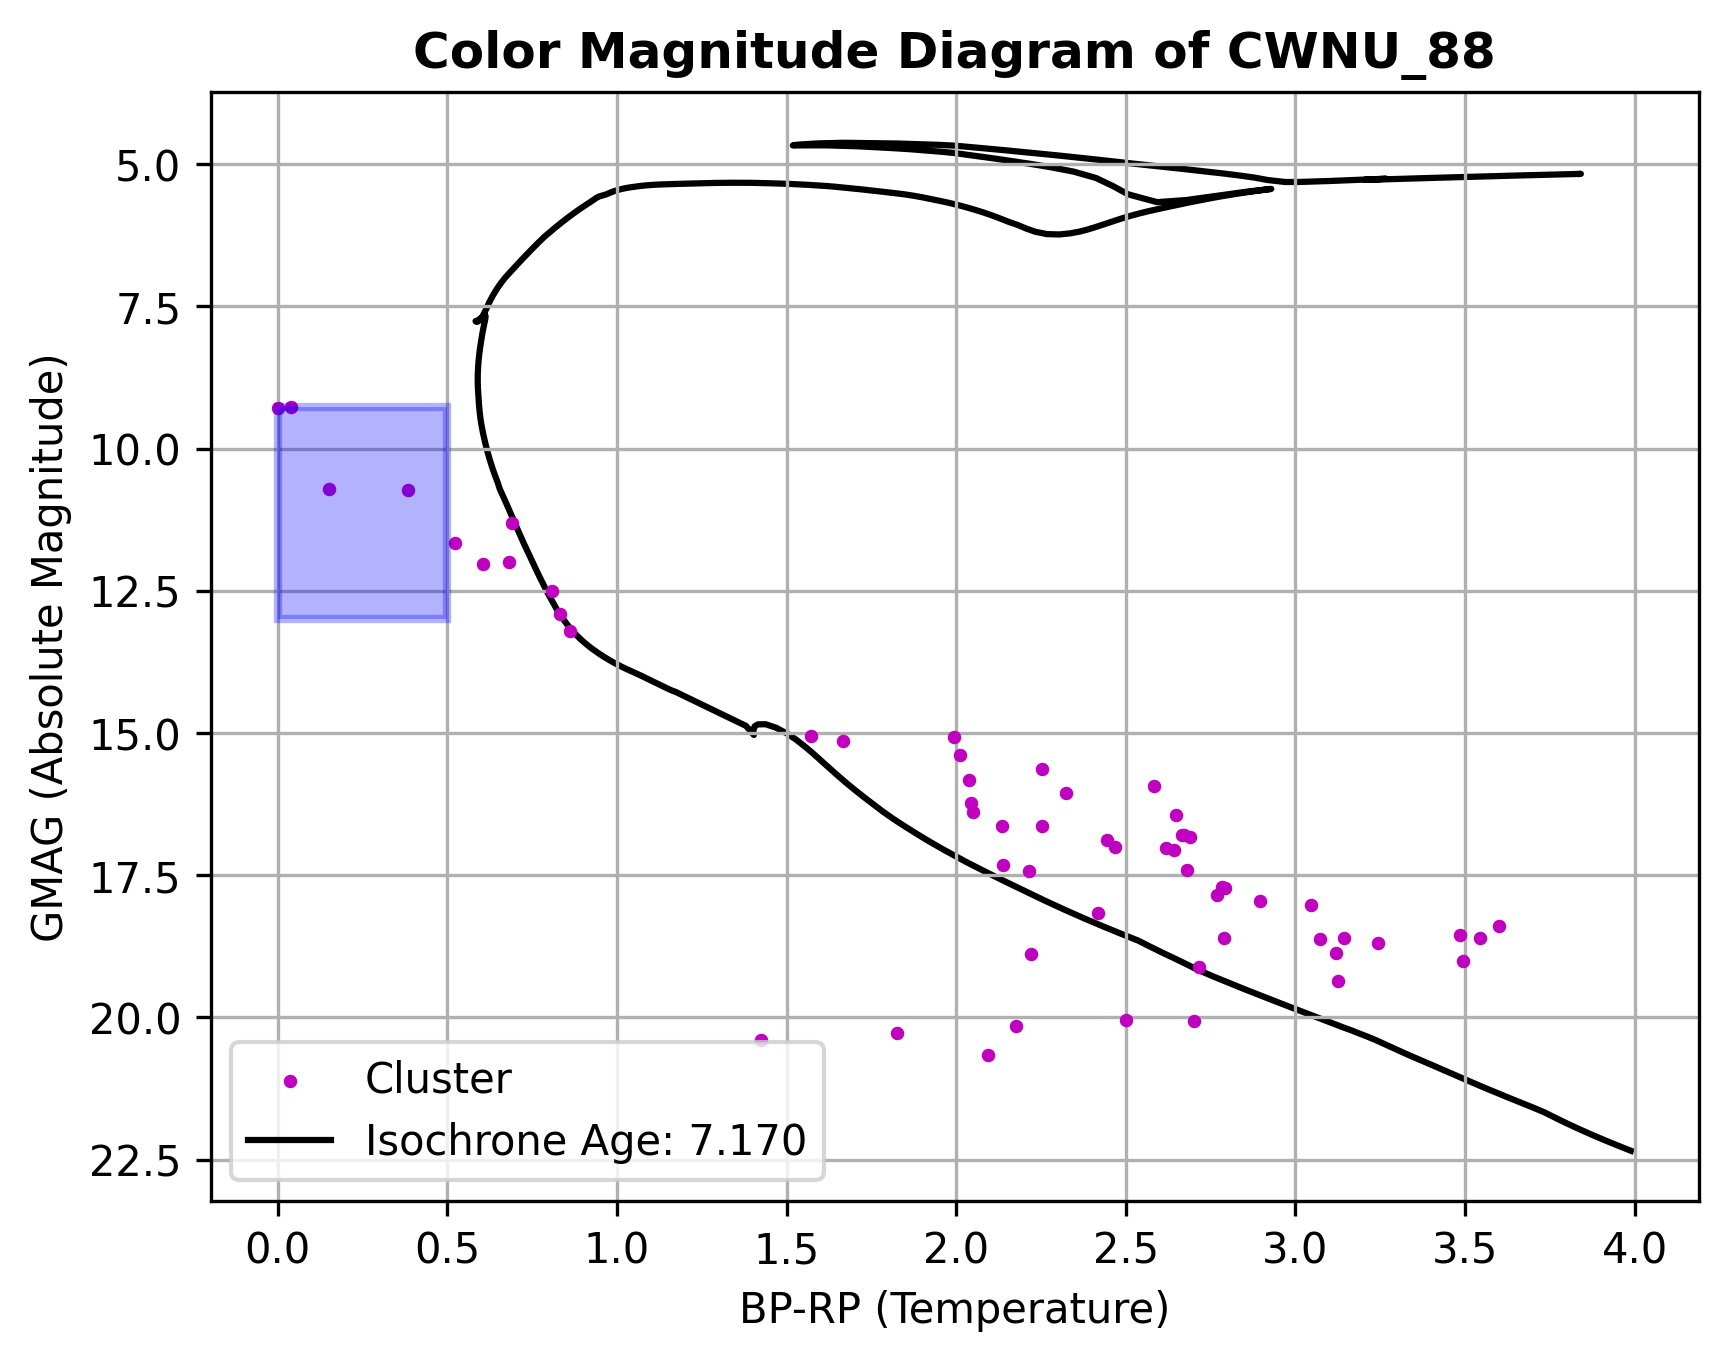 Color Magnitude Diagram of CWNU_88
GMAG (Absolute Magnitude)
5.0
7.5
10.0
12.5
15.0
17.5
20.0
22.5
Cluster
Isochrone Age: 7.170
0.0 0.5 1.0 1.5 2.0 2.5 3.0 3.5 4.0
BP-RP (Temperature)